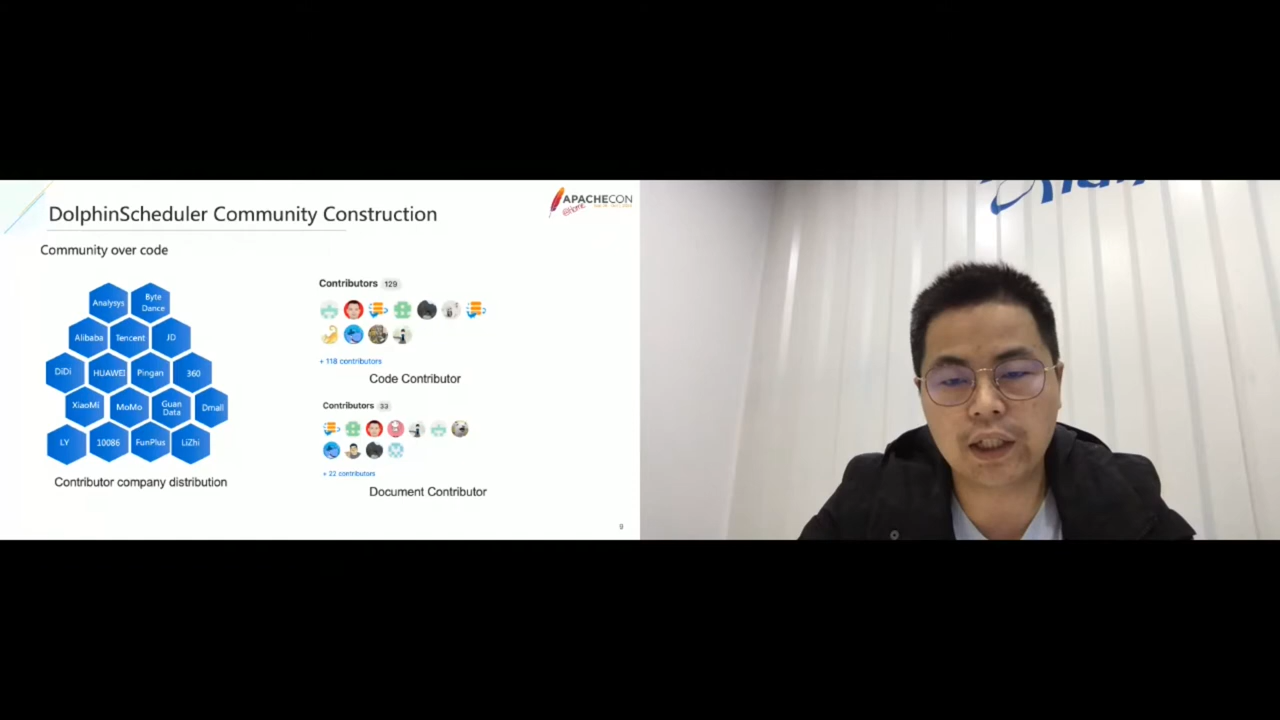 DolphinScheduler Community Construction
APACHECON
@Home
Community over code
Analysys
Byte
Dance
Alibaba
Tencent
JD
DiDi
HUAWEI
Pingan
360
XiaoMi
MoMo
Guan
Data
Dmall
LY
10086
FunPlus
LiZhi
Contributor company distribution
Contributors 129
+ 118 contributors
Code Contributor
Contributors 33
+ 22 contributors
Document Contributor
9